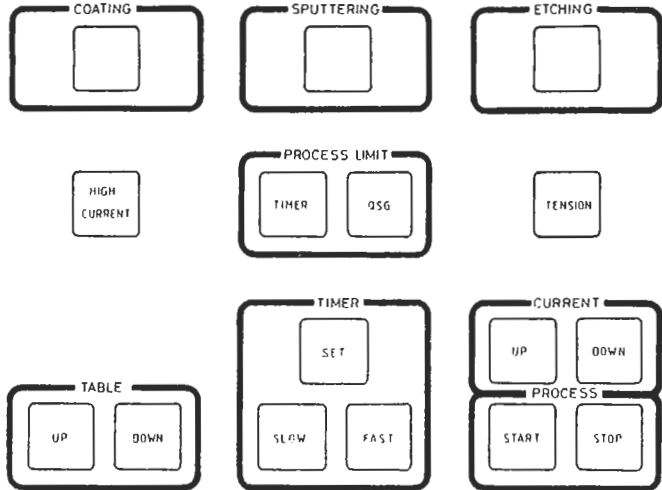 COATING
SPUTTERING
ETCHING
HIGH
CURRENT
PROCESS LIMIT
TIMER
QSG
TENSION
TIMER
SET
SLOW
FAST
CURRENT
UP
DOWN
TABLE
UP
DOWN
PROCESS
START
STOP